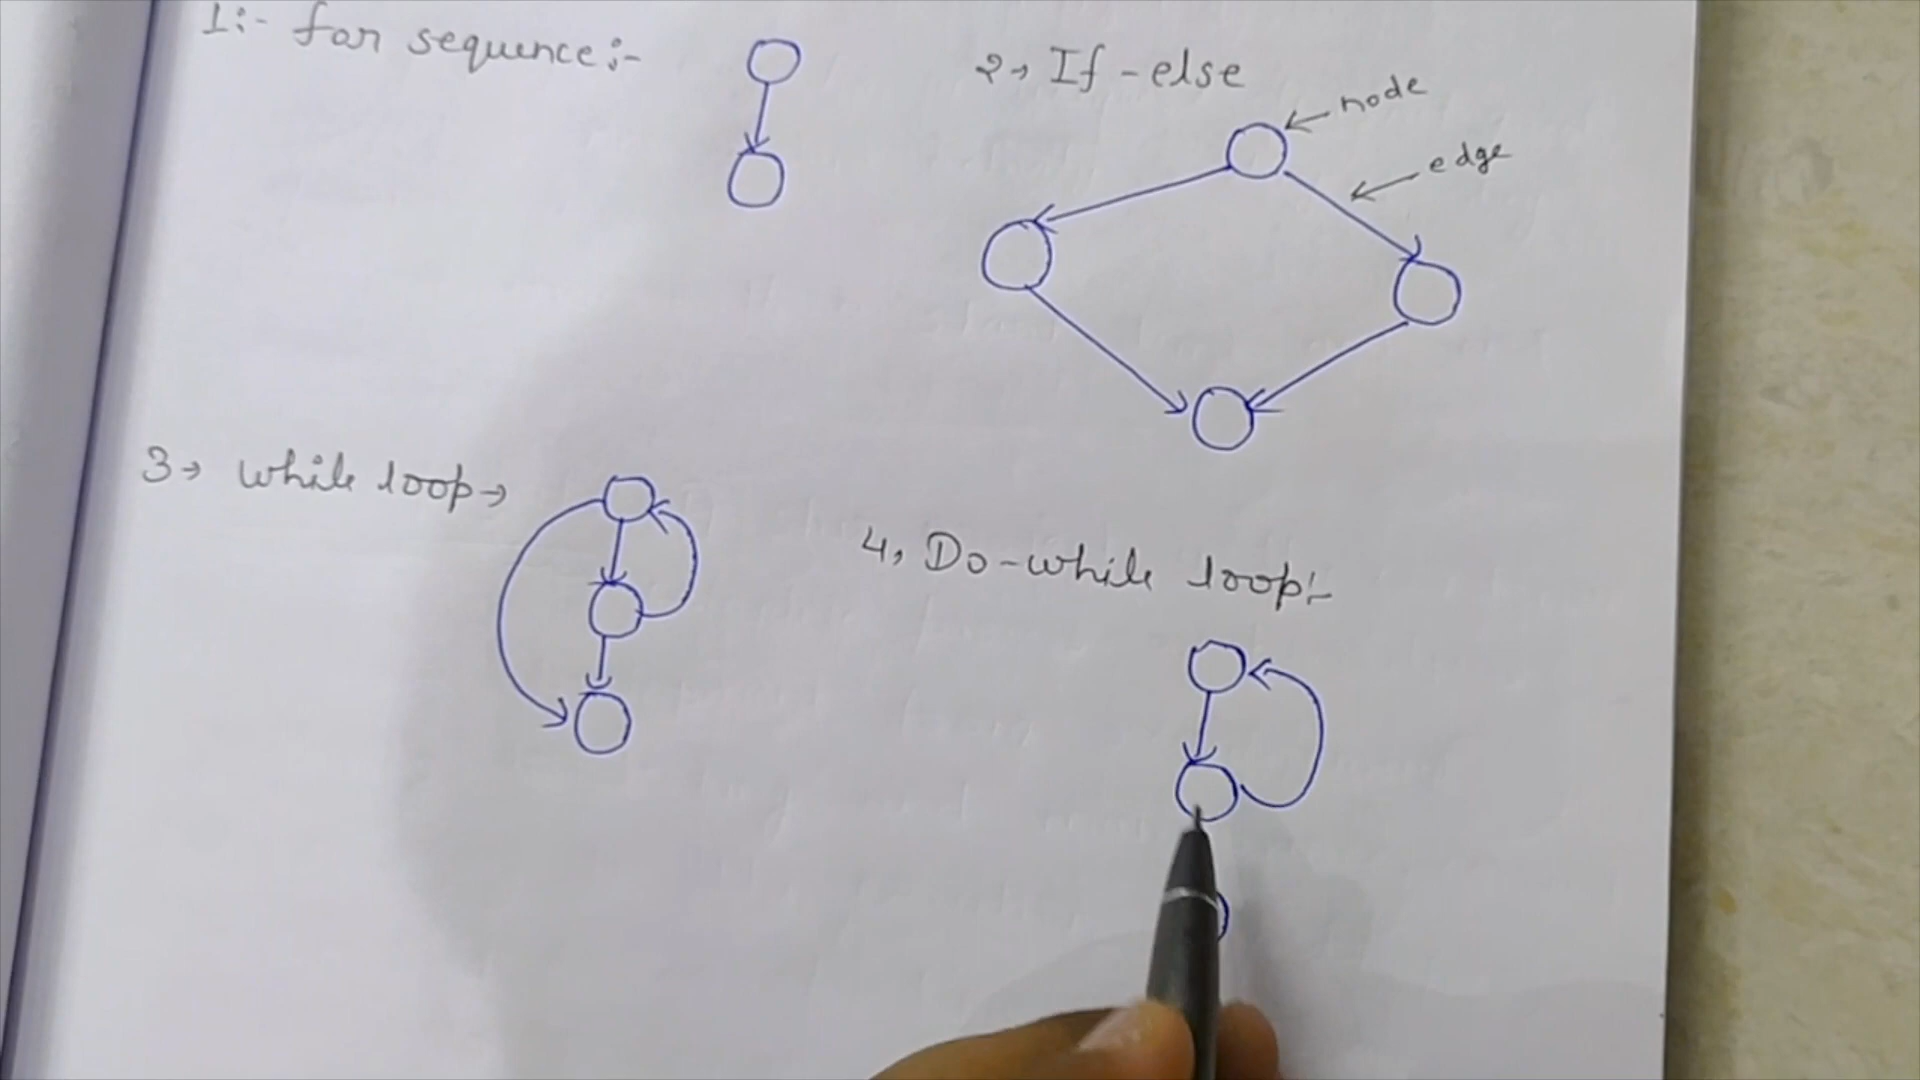 1:- for sequence:-
2→ If-else
node
edge
3→ While loop→
4, Do-while loop:-